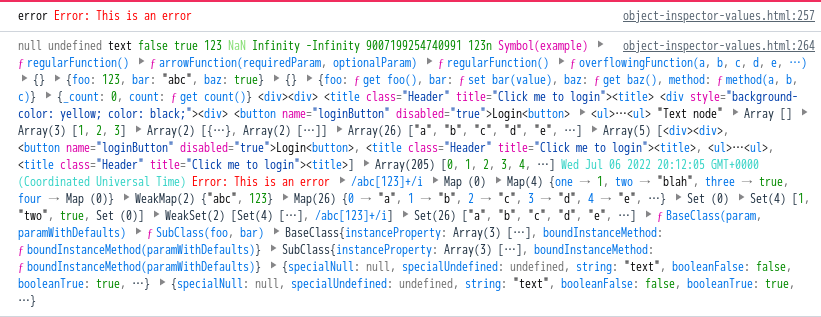 error Error: This is an error object-inspector-values.html:257
null undefined text false true 123 NaN Infinity -Infinity 9007199254740991 123n Symbol(example) ▶ object-inspector-values.html:264
ƒ regularFunction() ▶ ƒ arrowFunction(requiredParam, optionalParam) ▶ ƒ regularFunction() ▶ ƒ overflowingFunction(a, b, c, d, e, …)
▶ {} ▶ {foo: 123, bar: "abc", baz: true} ▶ {} ▶ {foo: ƒ get foo(), bar: ƒ set bar(value), baz: ƒ get baz(), method: ƒ method(a, b,
c)} ▶ {_count: 0, count: ƒ get count()} <div><div> <title class="Header" title="Click me to login"><title> <div style="background-
color: yellow; color: black;"><div> <button name="loginButton" disabled="true">Login<button> ▶ <ul>⋯<ul> "Text node" ▶ Array [] ▶
Array(3) [1, 2, 3] ▶ Array(2) [{…}, Array(2) […]] ▶ Array(26) ["a", "b", "c", "d", "e", …] ▶ Array(5) [<div><div>,
<button name="loginButton" disabled="true">Login<button>, <title class="Header" title="Click me to login"><title>, <ul>⋯<ul>,
<title class="Header" title="Click me to login"><title>] ▶ Array(205) [0, 1, 2, 3, 4, …] Wed Jul 06 2022 20:12:05 GMT+0000
(Coordinated Universal Time) Error: This is an error ▶ /abc[123]+/i ▶ Map (0) ▶ Map(4) {one → 1, two → "blah", three → true,
four → Map (0)} ▶ WeakMap(2) {"abc", 123} ▶ Map(26) {0 → "a", 1 → "b", 2 → "c", 3 → "d", 4 → "e", …} ▶ Set (0) ▶ Set(4) [1,
"two", true, Set (0)] ▶ WeakSet(2) [Set(4) […], /abc[123]+/i] ▶ Set(26) ["a", "b", "c", "d", "e", …] ▶ ƒ BaseClass(param,
paramWithDefaults) ▶ ƒ SubClass(foo, bar) ▶ BaseClass{instanceProperty: Array(3) […], boundInstanceMethod:
ƒ boundInstanceMethod(paramWithDefaults)} ▶ SubClass{instanceProperty: Array(3) […], boundInstanceMethod:
ƒ boundInstanceMethod(paramWithDefaults)} ▶ {specialNull: null, specialUndefined: undefined, string: "text", booleanFalse: false,
booleanTrue: true, …} ▶ {specialNull: null, specialUndefined: undefined, string: "text", booleanFalse: false, booleanTrue: true,
…}